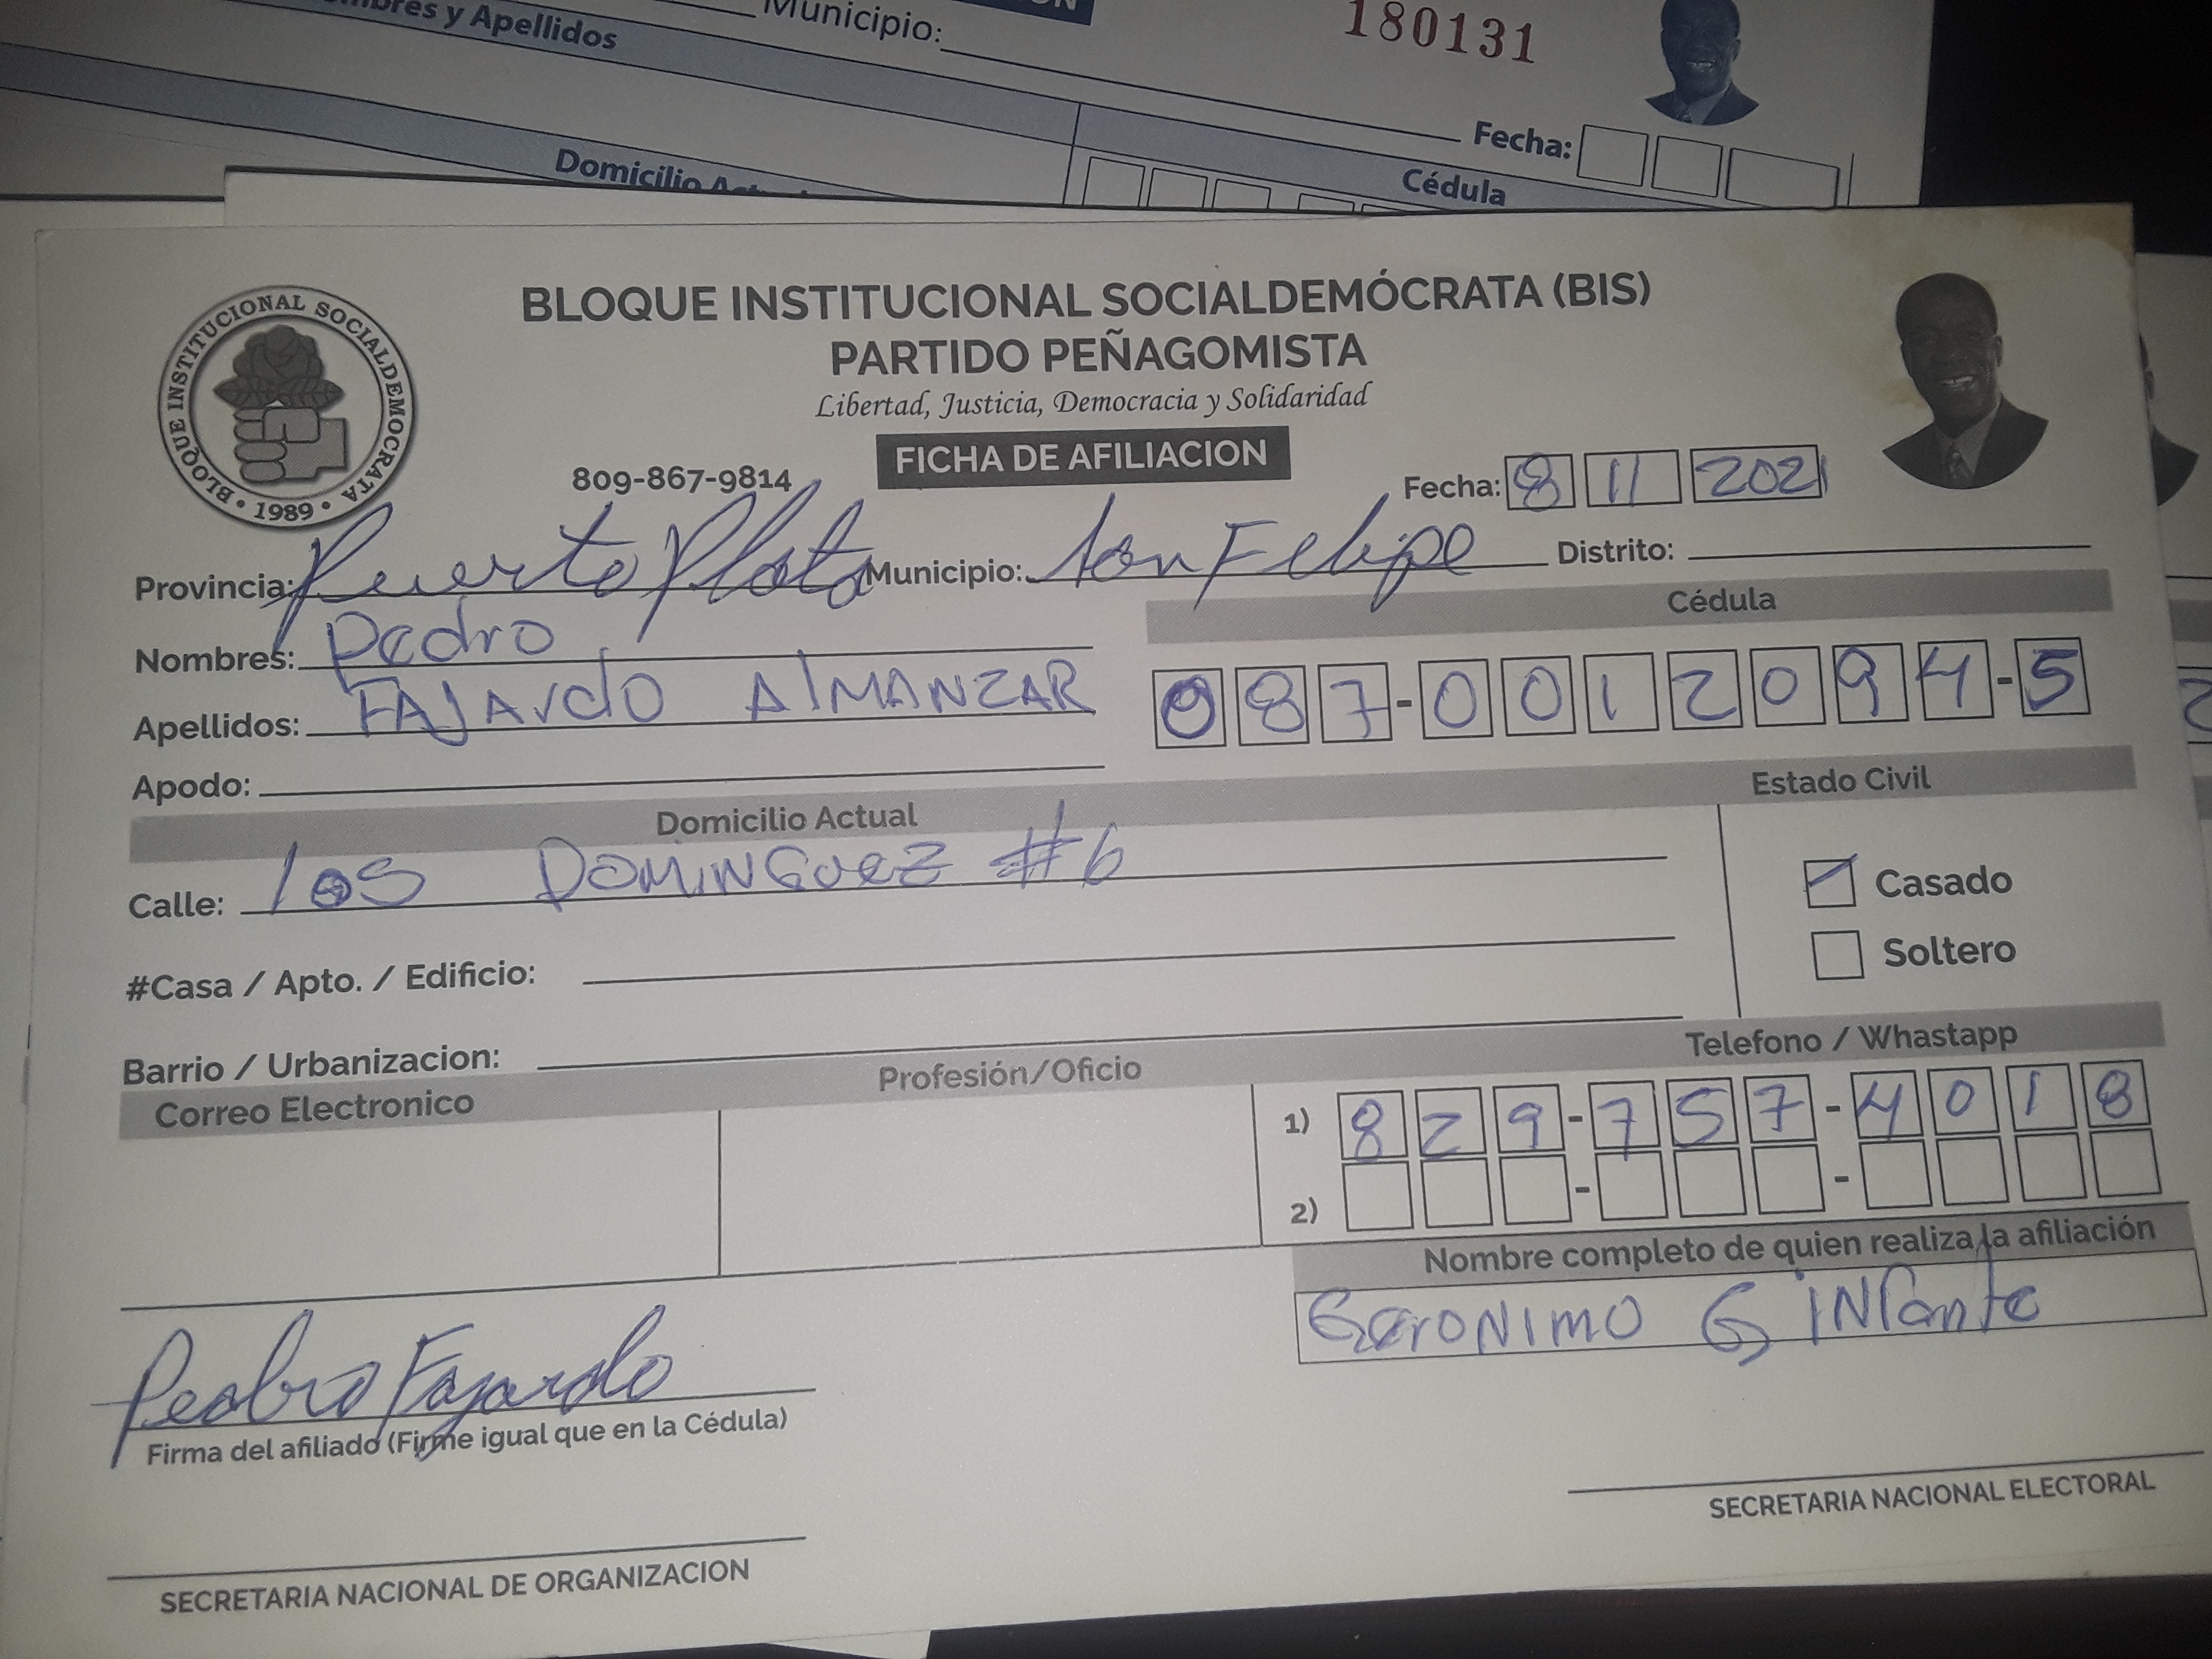 mbres y Apellidos
Municipio:
180131
Fecha:
Domicilio Actual
Cédula
BLOQUE INSTITUCIONAL SOCIALDEMOCRATA
• 1989 •
BLOQUE INSTITUCIONAL SOCIALDEMÓCRATA (BIS)
PARTIDO PEÑAGOMISTA
Libertad, Justicia, Democracia y Solidaridad
809-867-9814
FICHA DE AFILIACION
Fecha: 8 11 2021
Provincia: Puerto Plata Municipio: san Felipe Distrito:
Nombres: Pedro
Cédula
Apellidos: FAJArdO AlMANZAR
087-0012094-5
Apodo:
Domicilio Actual
Estado Civil
Calle: los DOMINGUEZ #6
Casado
#Casa / Apto. / Edificio:
Soltero
Barrio / Urbanizacion:
Correo Electronico
Profesión/Oficio
Telefono / Whastapp
1) 829-757-4018
2) - -
Nombre completo de quien realiza la afiliación
GerONIMO G, iNfante
Pedro Fajardo
Firma del afiliado (Firme igual que en la Cédula)
SECRETARIA NACIONAL ELECTORAL
SECRETARIA NACIONAL DE ORGANIZACION